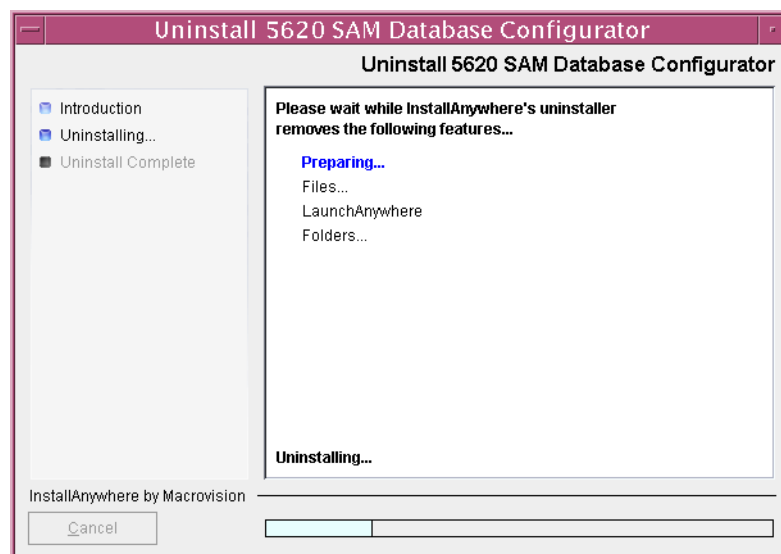 Uninstall 5620 SAM Database Configurator
Uninstall 5620 SAM Database Configurator
Introduction
Uninstalling...
Uninstall Complete
Please wait while InstallAnywhere's uninstaller
removes the following features...
Preparing...
Files...
LaunchAnywhere
Folders...
Uninstalling...
InstallAnywhere by Macrovision
Cancel